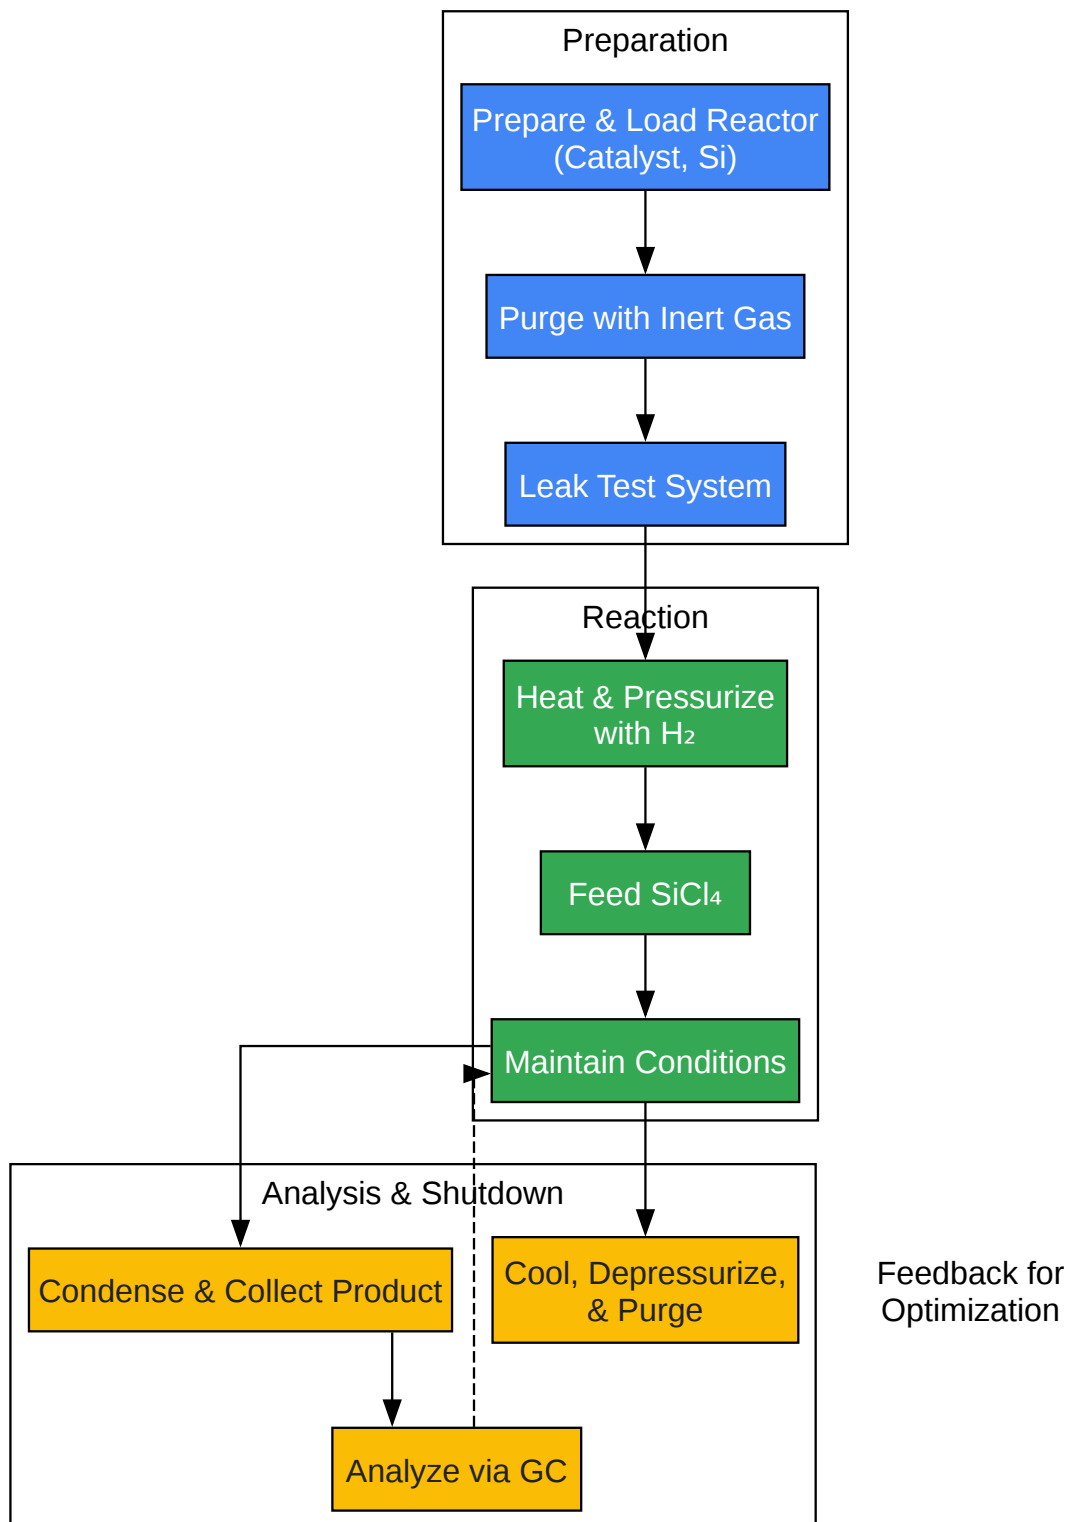 Preparation
Prepare & Load Reactor
(Catalyst, Si)
Purge with Inert Gas
Leak Test System
Reaction
Heat & Pressurize
with H₂
Feed SiCl₄
Maintain Conditions
Analysis & Shutdown
Condense & Collect Product
Cool, Depressurize,
& Purge
Feedback for
Optimization
Analyze via GC